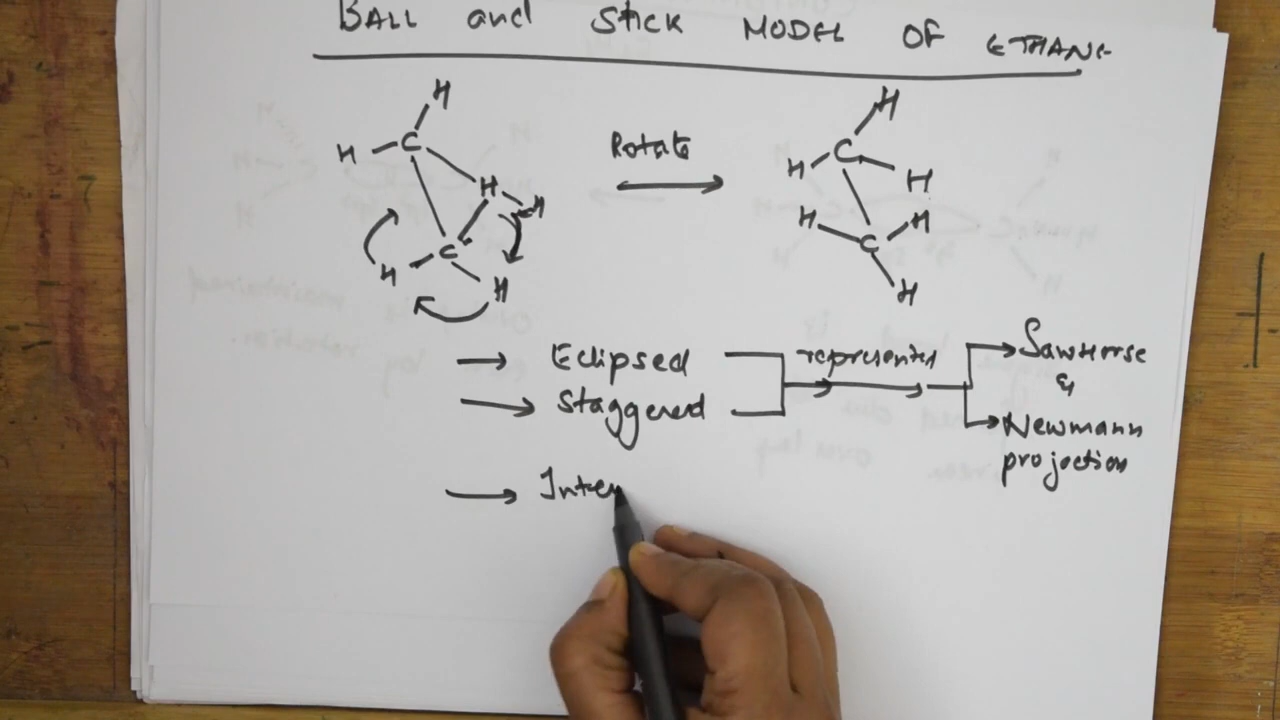 BALL and Stick MODEL OF ETHANE
H H
H C Rotate C
H H H H
H H H
C C
H H H
→ Eclipsed represented → SawHorse
&
→ Staggered → Newmann
projection
→ Inter